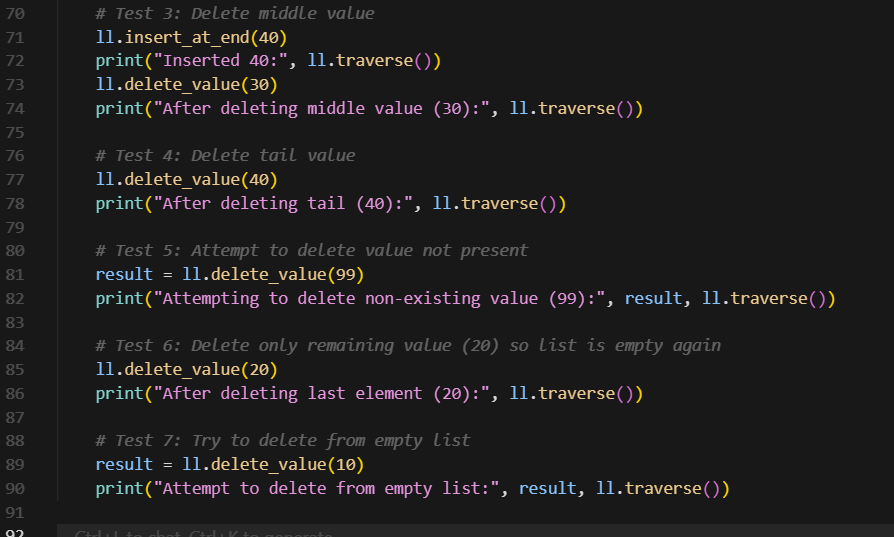 70 # Test 3: Delete middle value
71 ll.insert_at_end(40)
72 print("Inserted 40:", ll.traverse())
73 ll.delete_value(30)
74 print("After deleting middle value (30):", ll.traverse())
75
76 # Test 4: Delete tail value
77 ll.delete_value(40)
78 print("After deleting tail (40):", ll.traverse())
79
80 # Test 5: Attempt to delete value not present
81 result = ll.delete_value(99)
82 print("Attempting to delete non-existing value (99):", result, ll.traverse())
83
84 # Test 6: Delete only remaining value (20) so list is empty again
85 ll.delete_value(20)
86 print("After deleting last element (20):", ll.traverse())
87
88 # Test 7: Try to delete from empty list
89 result = ll.delete_value(10)
90 print("Attempt to delete from empty list:", result, ll.traverse())
91
92 Ctrl+L to chat, Ctrl+K to generate